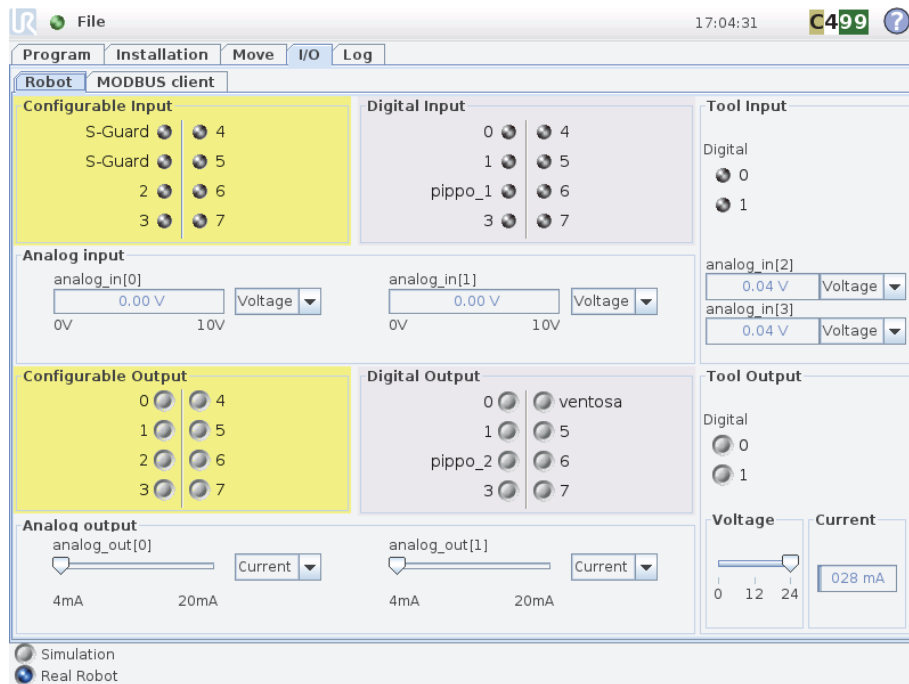 UR File 17:04:31 C499 ?
Program Installation Move I/O Log
Robot MODBUS client
Configurable Input Digital Input Tool Input
S-Guard 4 0 4
S-Guard 5 1 5
2 6 pippo_1 6
3 7 3 7
Digital
0
1
Analog input
analog_in[0] analog_in[1]
0.00 V Voltage 0.00 V Voltage
0V 10V 0V 10V
analog_in[2]
0.04 V Voltage
analog_in[3]
0.04 V Voltage
Configurable Output Digital Output Tool Output
0 4 0 ventosa
1 5 1 5
2 6 pippo_2 6
3 7 3 7
Digital
0
1
Analog output
analog_out[0] analog_out[1]
Current Current
4mA 20mA 4mA 20mA
Voltage Current
028 mA
0 12 24
Simulation
Real Robot